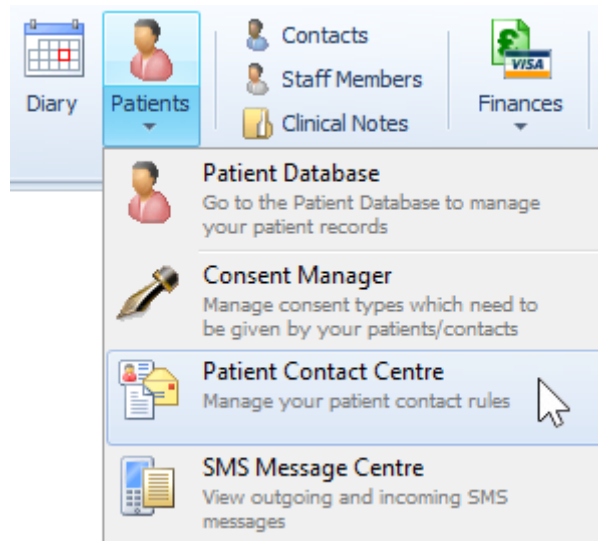 Diary
Patients
Contacts
Staff Members
Clinical Notes
VISA
Finances
Patient Database
Go to the Patient Database to manage
your patient records
Consent Manager
Manage consent types which need to
be given by your patients/contacts
Patient Contact Centre
Manage your patient contact rules
SMS Message Centre
View outgoing and incoming SMS
messages